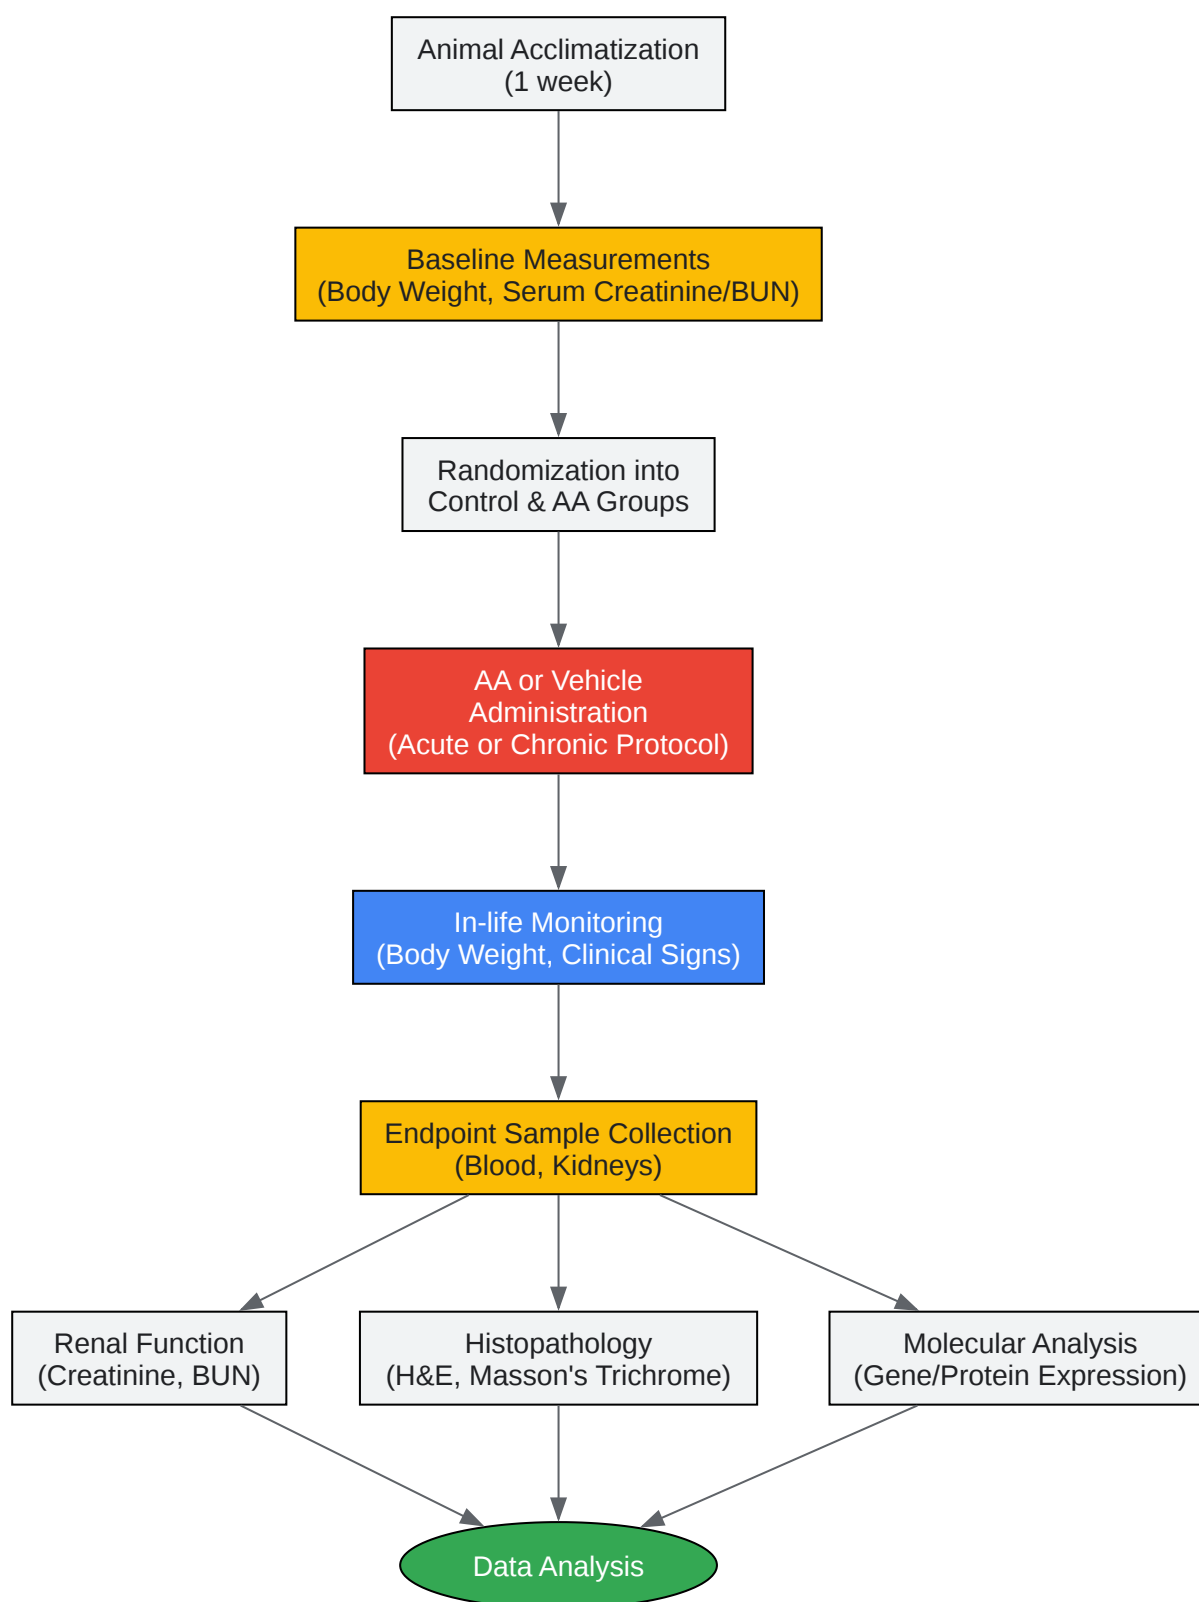 Animal Acclimatization
(1 week)
Baseline Measurements
(Body Weight, Serum Creatinine/BUN)
Randomization into
Control & AA Groups
AA or Vehicle
Administration
(Acute or Chronic Protocol)
In-life Monitoring
(Body Weight, Clinical Signs)
Endpoint Sample Collection
(Blood, Kidneys)
Renal Function
(Creatinine, BUN)
Histopathology
(H&E, Masson's Trichrome)
Molecular Analysis
(Gene/Protein Expression)
Data Analysis